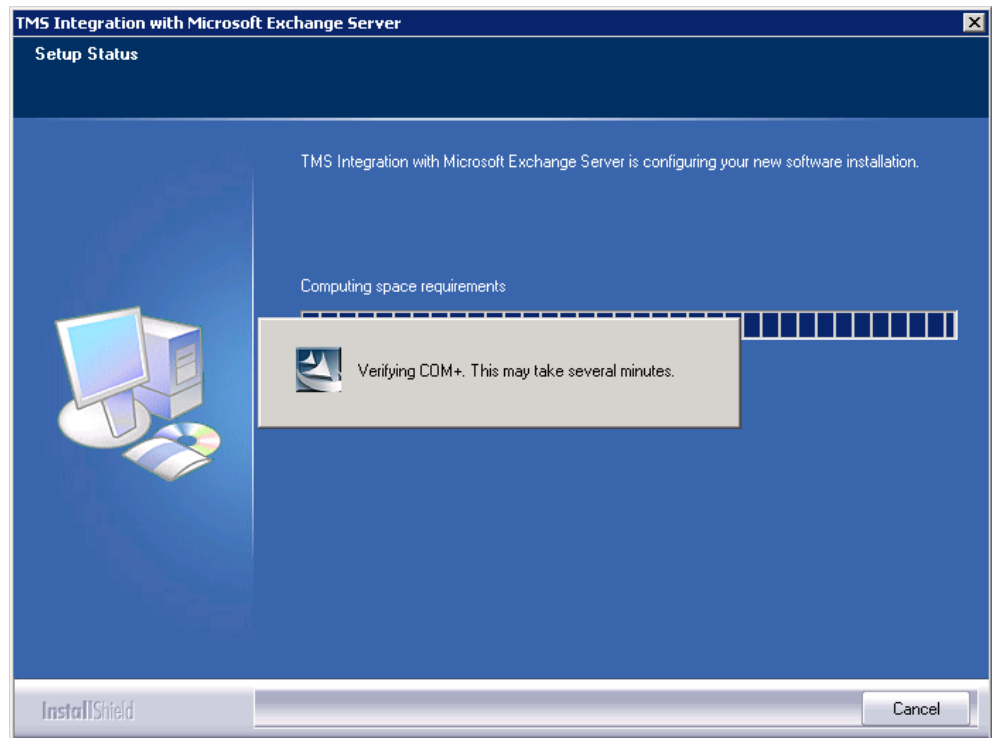 TMS Integration with Microsoft Exchange Server
Setup Status
TMS Integration with Microsoft Exchange Server is configuring your new software installation.
Computing space requirements
Verifying COM+. This may take several minutes.
InstallShield
Cancel